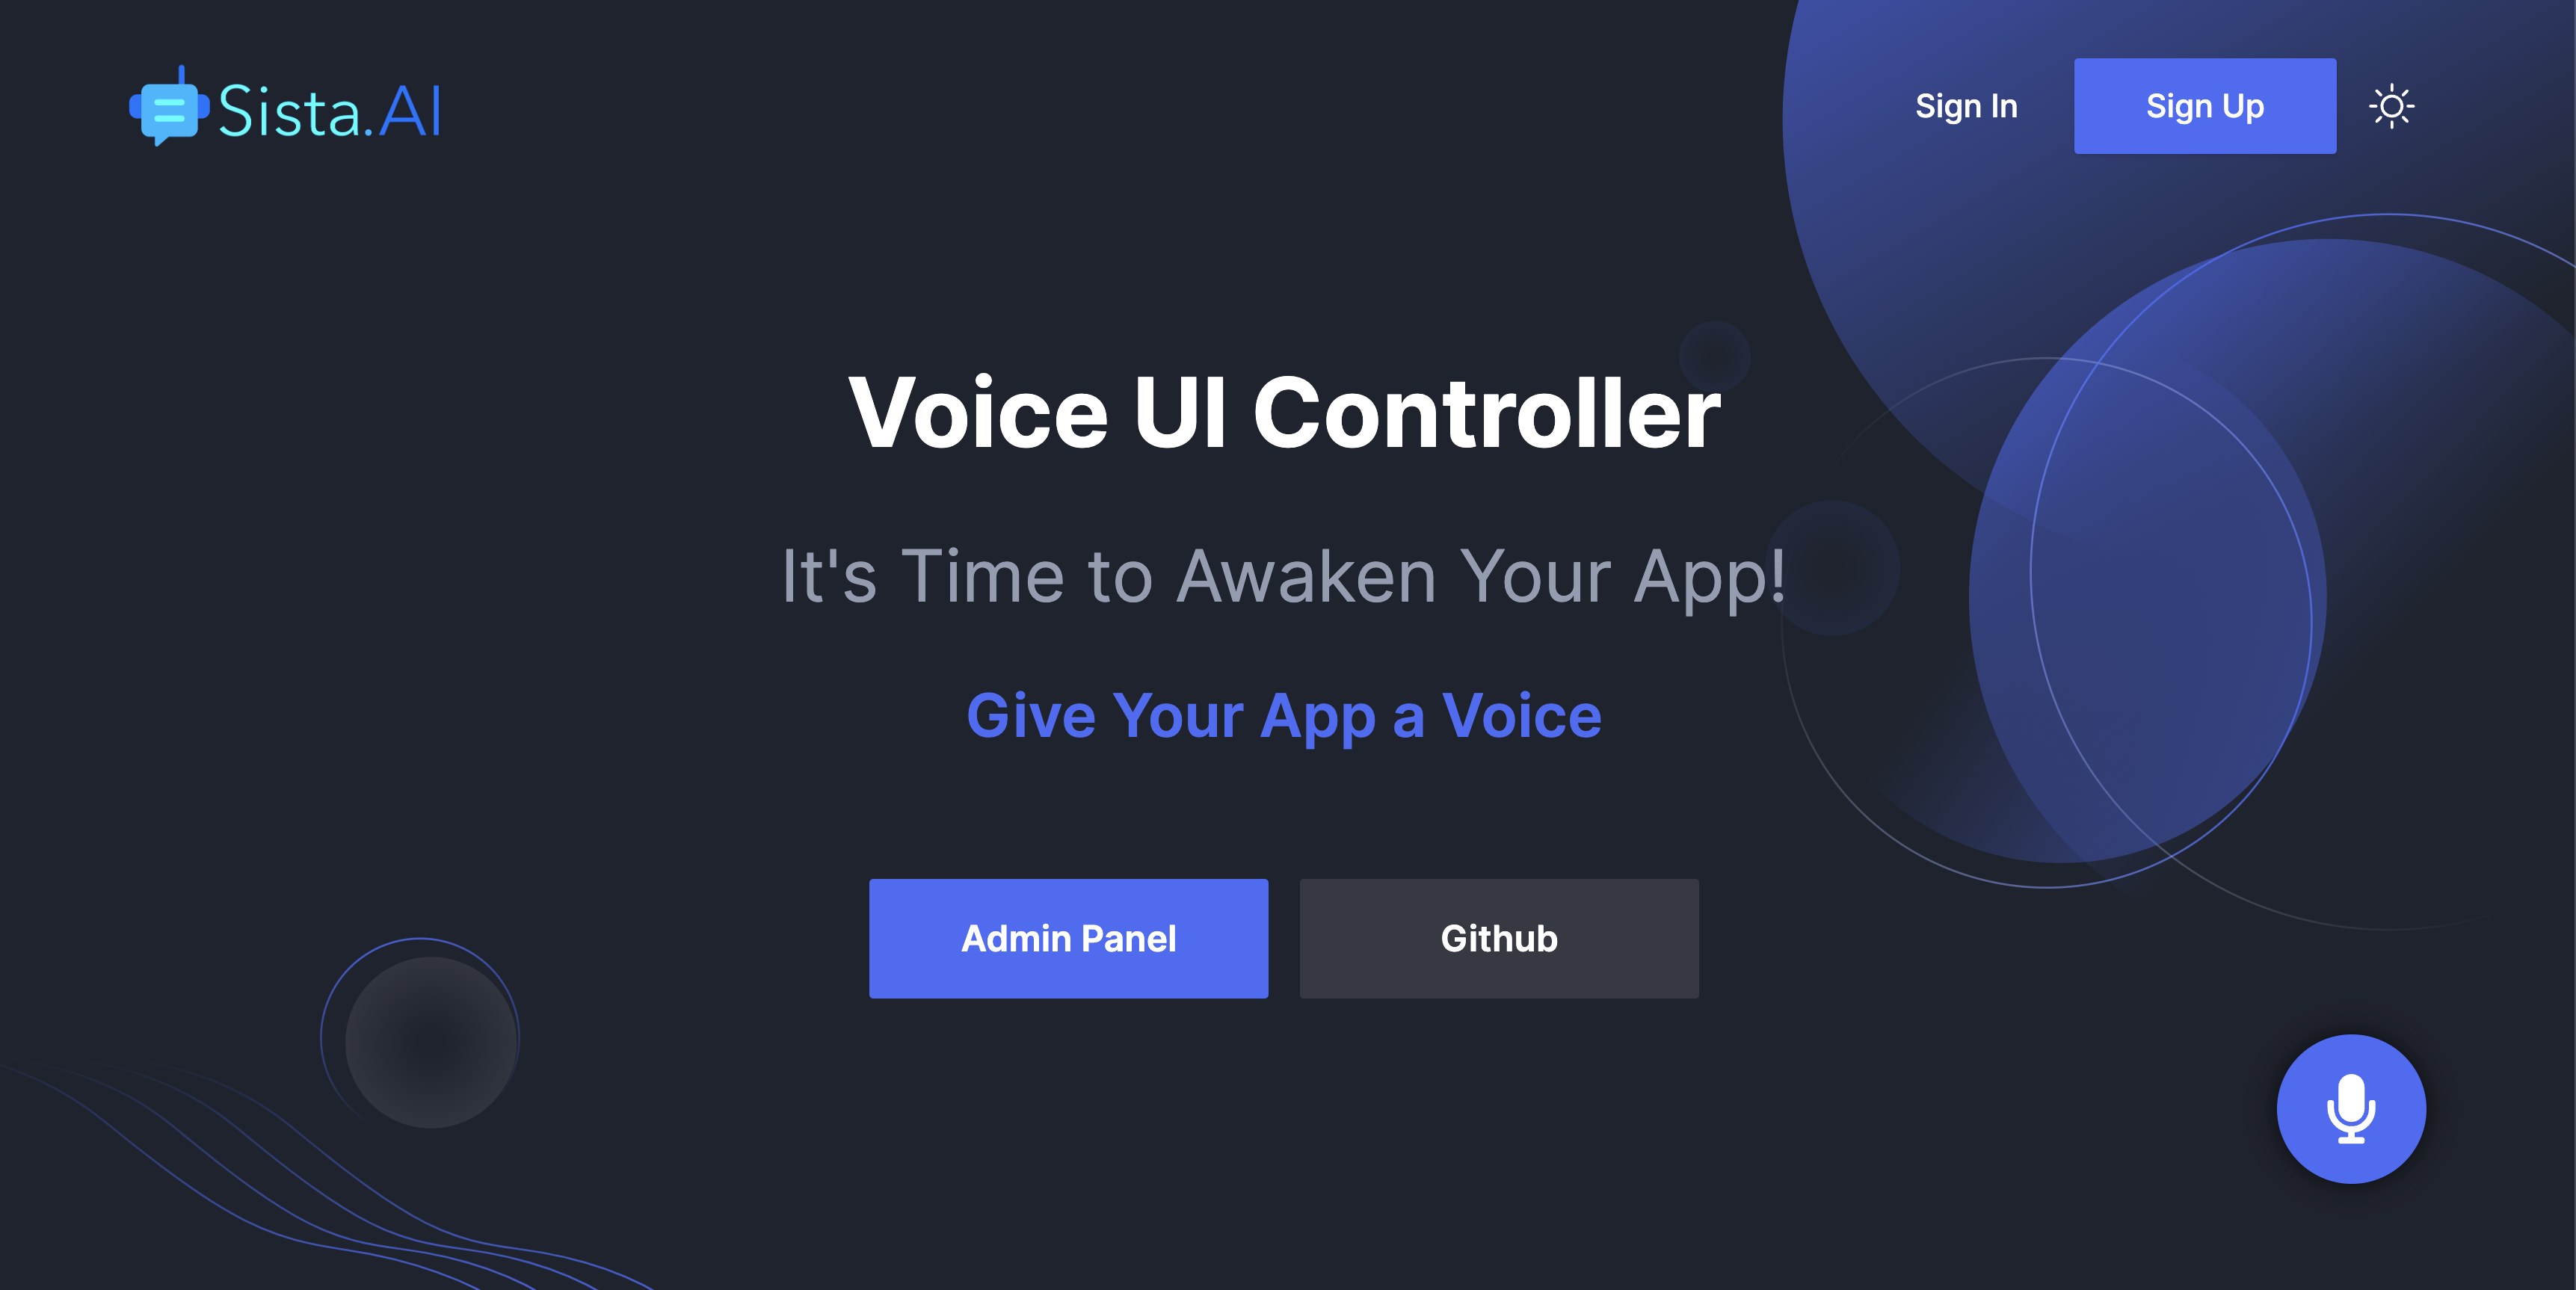 Sista.AI
Sign In
Sign Up
Voice UI Controller
It's Time to Awaken Your App!
Give Your App a Voice
Admin Panel
Github